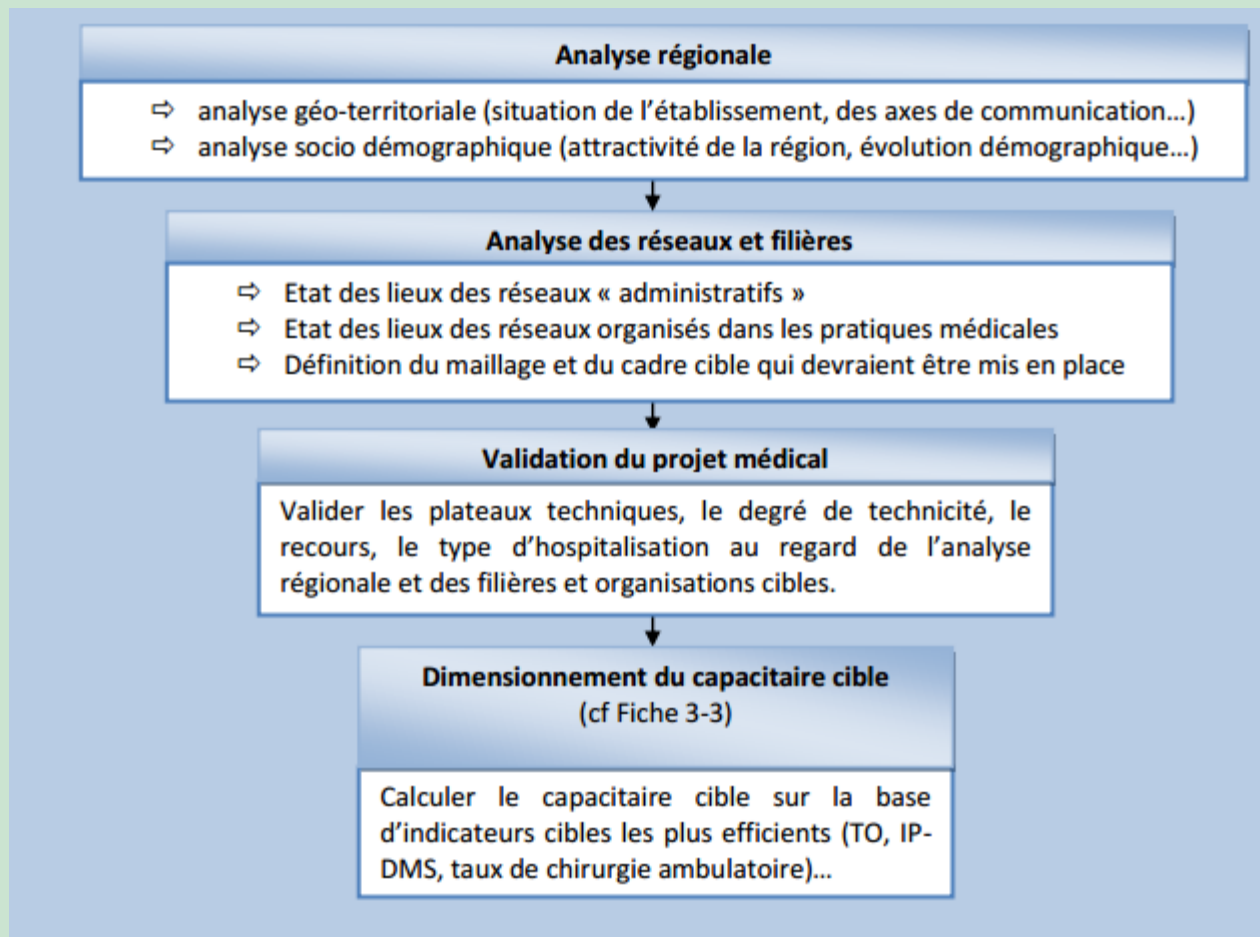 Analyse régionale
⇨ analyse géo-territoriale (situation de l’établissement, des axes de communication…)
⇨ analyse socio démographique (attractivité de la région, évolution démographique…)
Analyse des réseaux et filières
⇨ Etat des lieux des réseaux « administratifs »
⇨ Etat des lieux des réseaux organisés dans les pratiques médicales
⇨ Définition du maillage et du cadre cible qui devraient être mis en place
Validation du projet médical
Valider les plateaux techniques, le degré de technicité, le
recours, le type d’hospitalisation au regard de l’analyse
régionale et des filières et organisations cibles.
Dimensionnement du capacitaire cible
(cf Fiche 3-3)
Calculer le capacitaire cible sur la base
d’indicateurs cibles les plus efficients (TO, IP-
DMS, taux de chirurgie ambulatoire)…